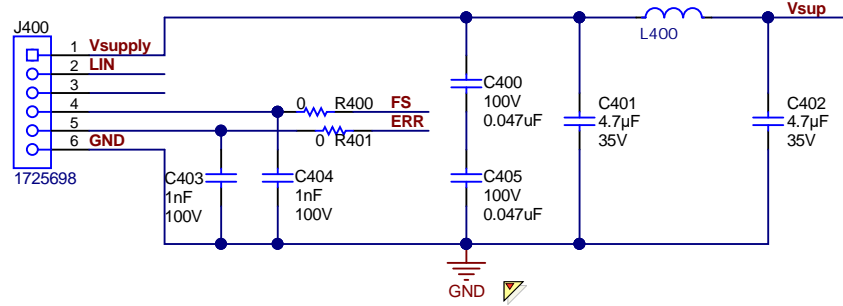 J400
1 Vsupply
2 LIN
3
4
5
6 GND
1725698
0 R400 FS
0 R401 ERR
C403
1nF
100V
C404
1nF
100V
C400
100V
0.047uF
C405
100V
0.047uF
C401
4.7µF
35V
L400
Vsup
C402
4.7µF
35V
GND